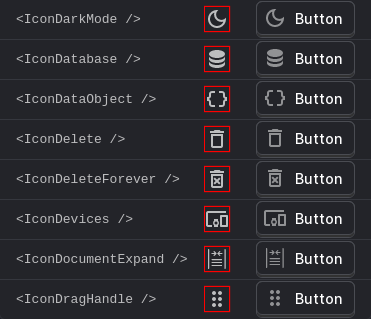 <IconDarkMode /> Button
<IconDatabase /> Button
<IconDataObject /> Button
<IconDelete /> Button
<IconDeleteForever /> Button
<IconDevices /> Button
<IconDocumentExpand /> Button
<IconDragHandle /> Button